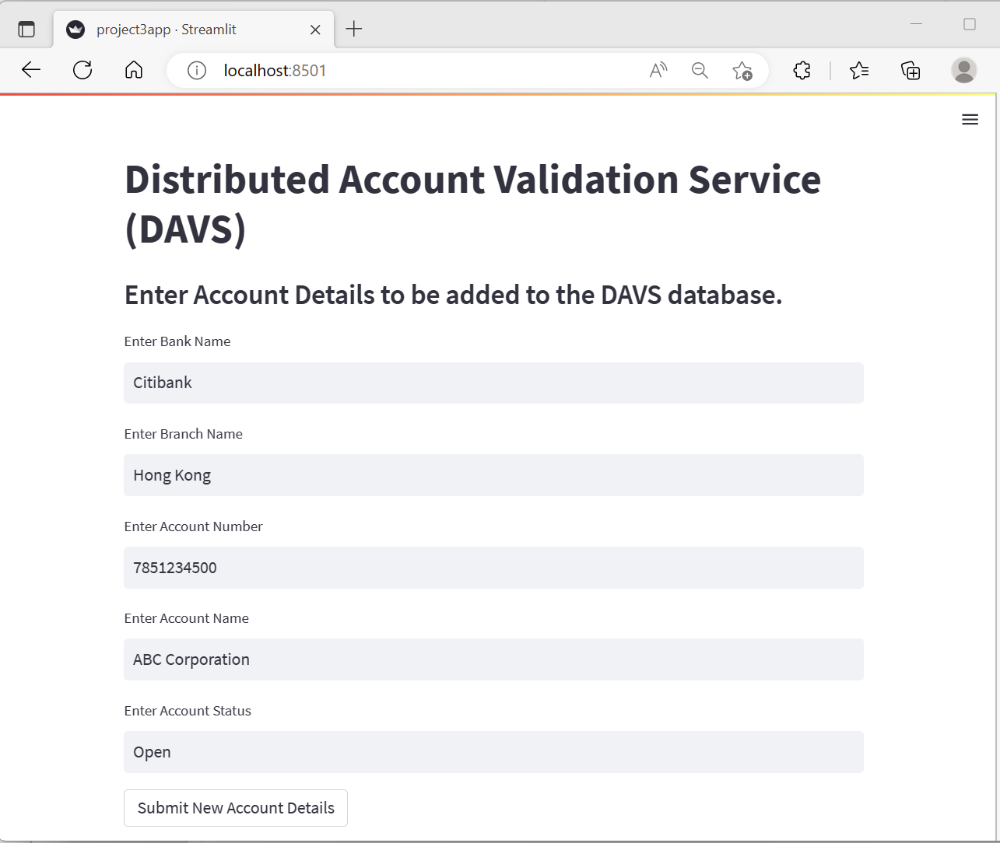 project3app · Streamlit
localhost:8501
Distributed Account Validation Service
(DAVS)
Enter Account Details to be added to the DAVS database.
Enter Bank Name
Citibank
Enter Branch Name
Hong Kong
Enter Account Number
7851234500
Enter Account Name
ABC Corporation
Enter Account Status
Open
Submit New Account Details